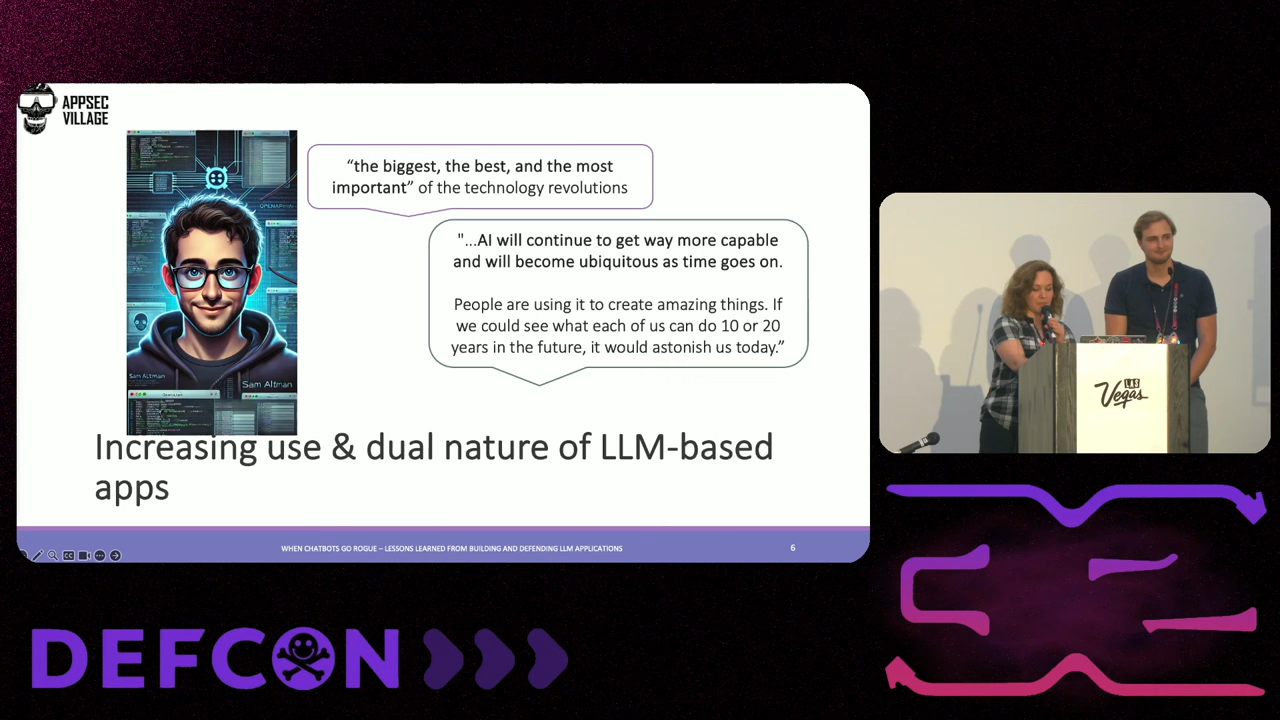 APPSEC
VILLAGE
“the biggest, the best, and the most
important” of the technology revolutions
"...AI will continue to get way more capable
and will become ubiquitous as time goes on.
People are using it to create amazing things. If
we could see what each of us can do 10 or 20
years in the future, it would astonish us today.”
Sam Altman
Sam Altman
Increasing use & dual nature of LLM-based
apps
WHEN CHATBOTS GO ROGUE – LESSONS LEARNED FROM BUILDING AND DEFENDING LLM APPLICATIONS
6
LAS
Vegas
DEFCON